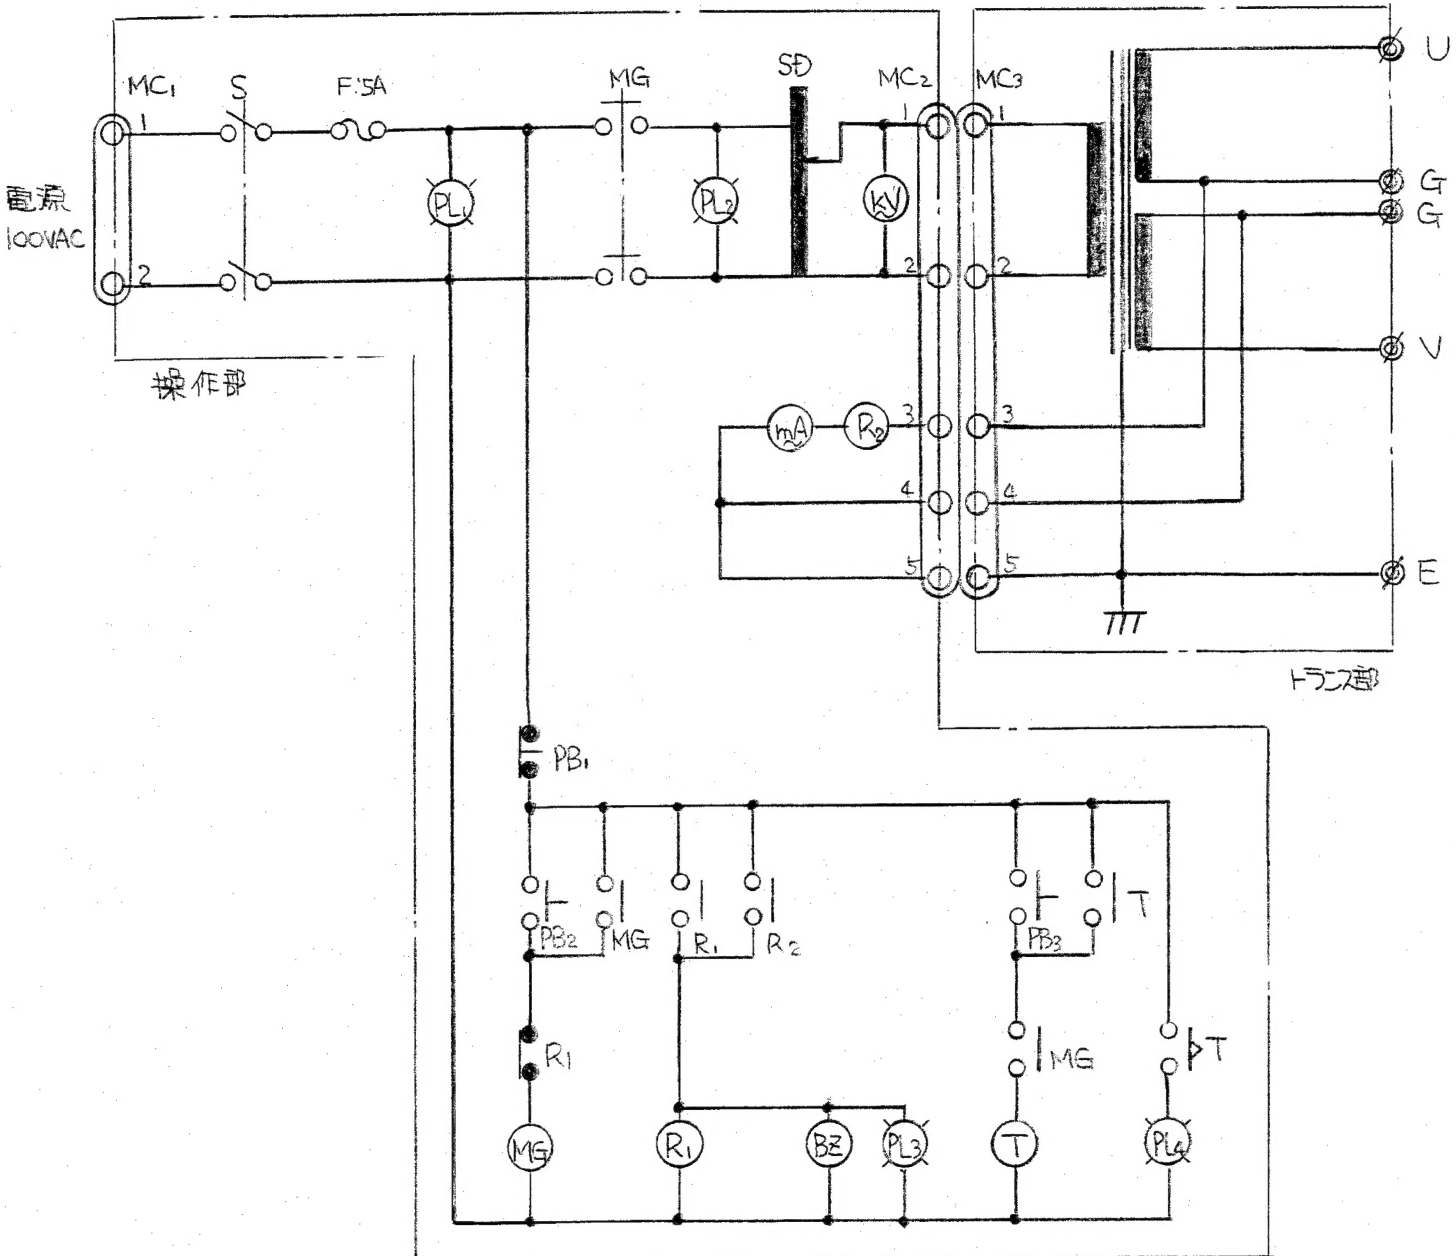 MC₁
S
F:5A
MG
SD
MC₂
MC₃
U
1
1
1
電源
100VAC
PL₁
PL₂
kV
G
G
2
2
2
V
操作部
mA
R₂
3
3
4
4
5
5
E
トランス部
PB₁
PB₂
MG
R₁
R₂
PB₃
T
R₁
MG
T
MG
R₁
BZ
PL₃
T
PL₄